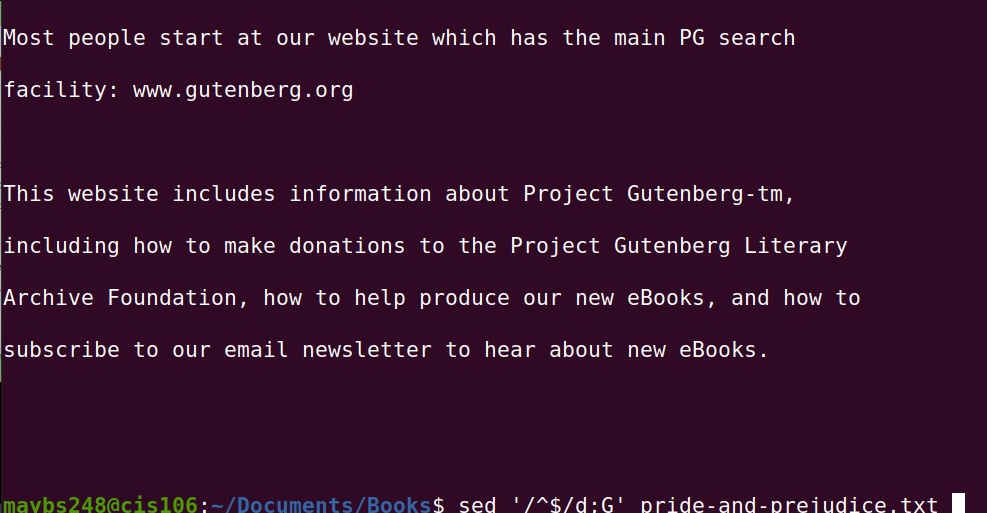 Most people start at our website which has the main PG search
facility: www.gutenberg.org
This website includes information about Project Gutenberg-tm,
including how to make donations to the Project Gutenberg Literary
Archive Foundation, how to help produce our new eBooks, and how to
subscribe to our email newsletter to hear about new eBooks.
maybs248@cis106:~/Documents/Books$ sed '/^$/d;G' pride-and-prejudice.txt